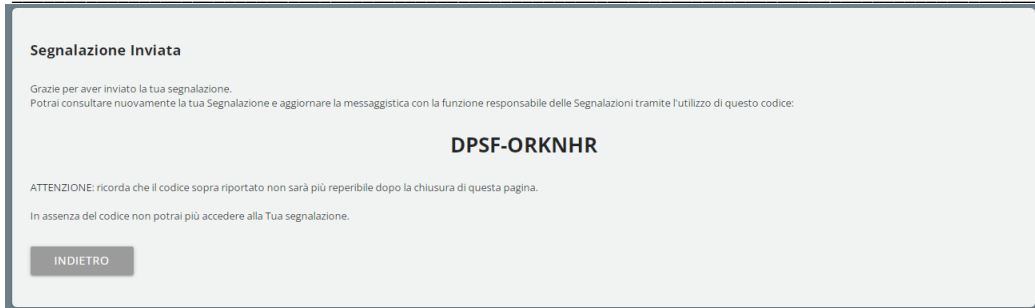 Segnalazione Inviata
Grazie per aver inviato la tua segnalazione.
Potrai consultare nuovamente la tua Segnalazione e aggiornare la messaggistica con la funzione responsabile delle Segnalazioni tramite l'utilizzo di questo codice:
DPSF-ORKNHR
ATTENZIONE: ricorda che il codice sopra riportato non sarà più reperibile dopo la chiusura di questa pagina.
In assenza del codice non potrai più accedere alla Tua segnalazione.
INDIETRO